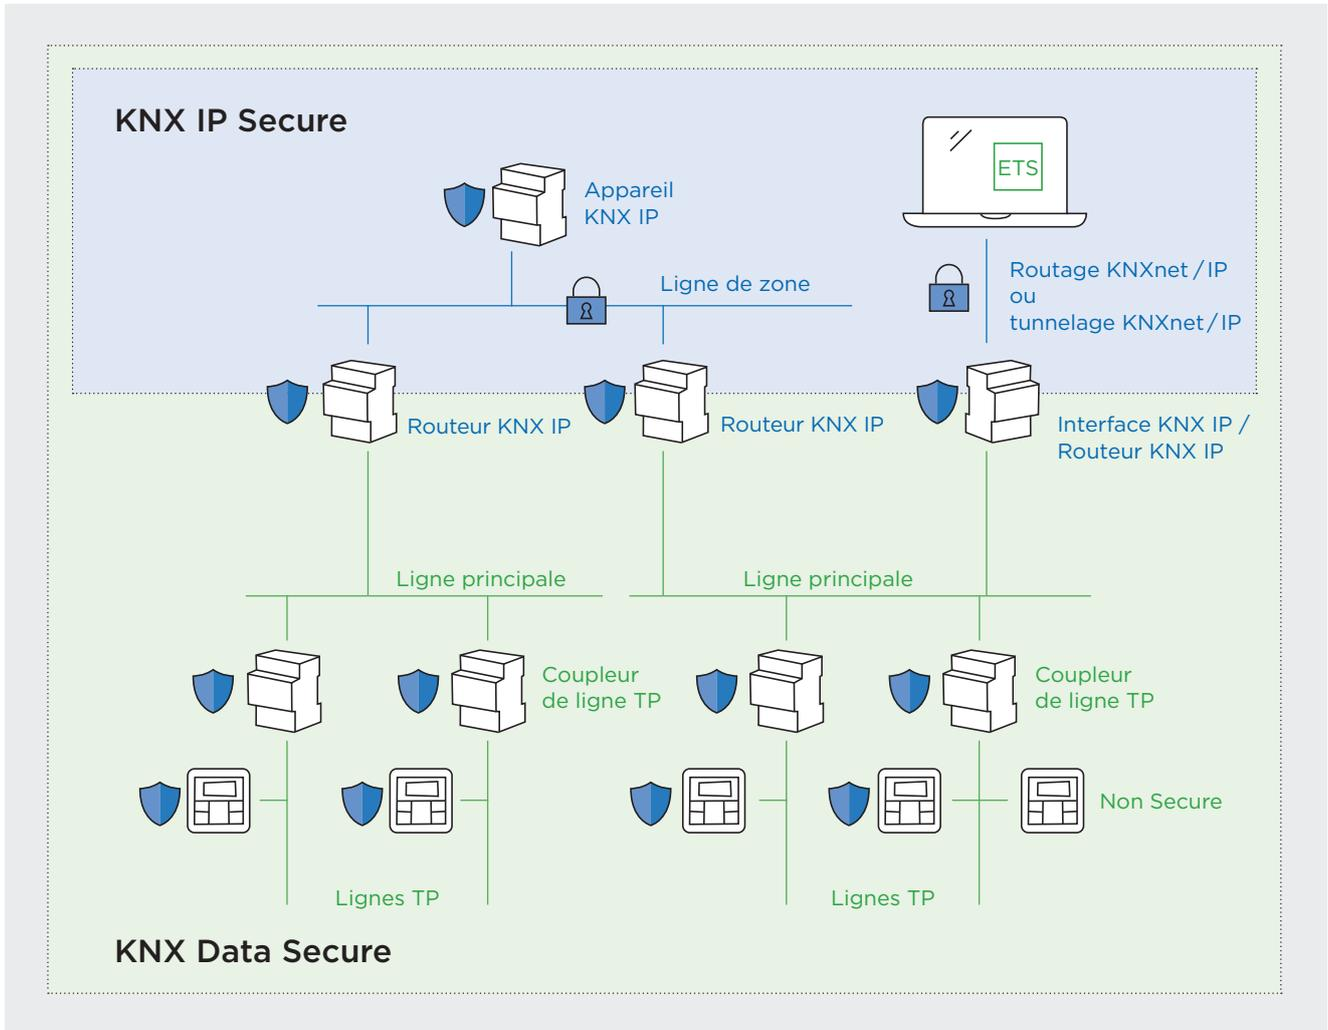 KNX IP Secure
ETS
Appareil
KNX IP
Ligne de zone
Routage KNXnet / IP
ou
tunnelage KNXnet / IP
Routeur KNX IP
Routeur KNX IP
Interface KNX IP /
Routeur KNX IP
Ligne principale
Ligne principale
Coupleur
de ligne TP
Coupleur
de ligne TP
Non Secure
Lignes TP
Lignes TP
KNX Data Secure